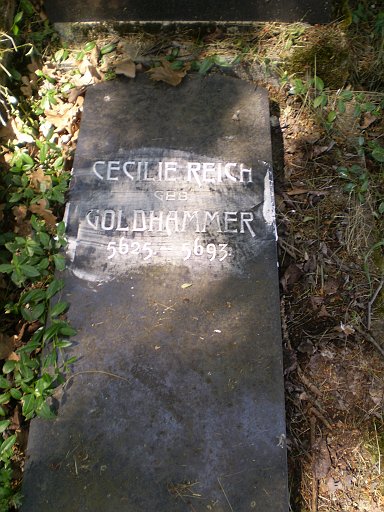 CECILIE REICH
GEB
GOLDHAMMER
5625 – 5693.